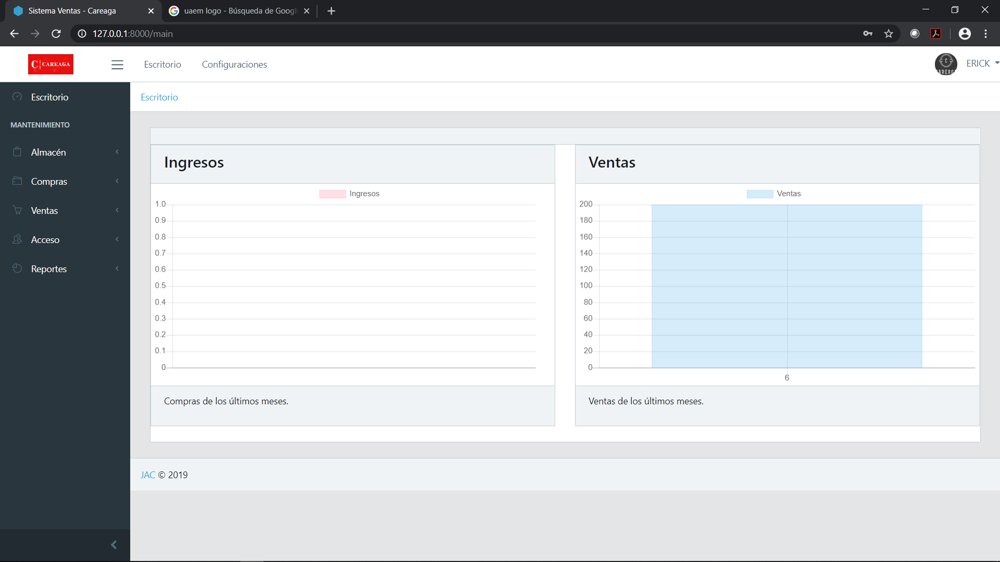 Sistema Ventas - Careaga
uaem logo - Búsqueda de Googl
127.0.0.1:8000/main
C CAREAGA
Escritorio
Configuraciones
C
CAREAGA
ERICK
Escritorio
MANTENIMIENTO
Almacén
Compras
Ventas
Acceso
Reportes
Escritorio
Ingresos
Ingresos
1.0
0.9
0.8
0.7
0.6
0.5
0.4
0.3
0.2
0.1
0
Compras de los últimos meses.
Ventas
Ventas
200
180
160
140
120
100
80
60
40
20
0
6
Ventas de los últimos meses.
JAC © 2019